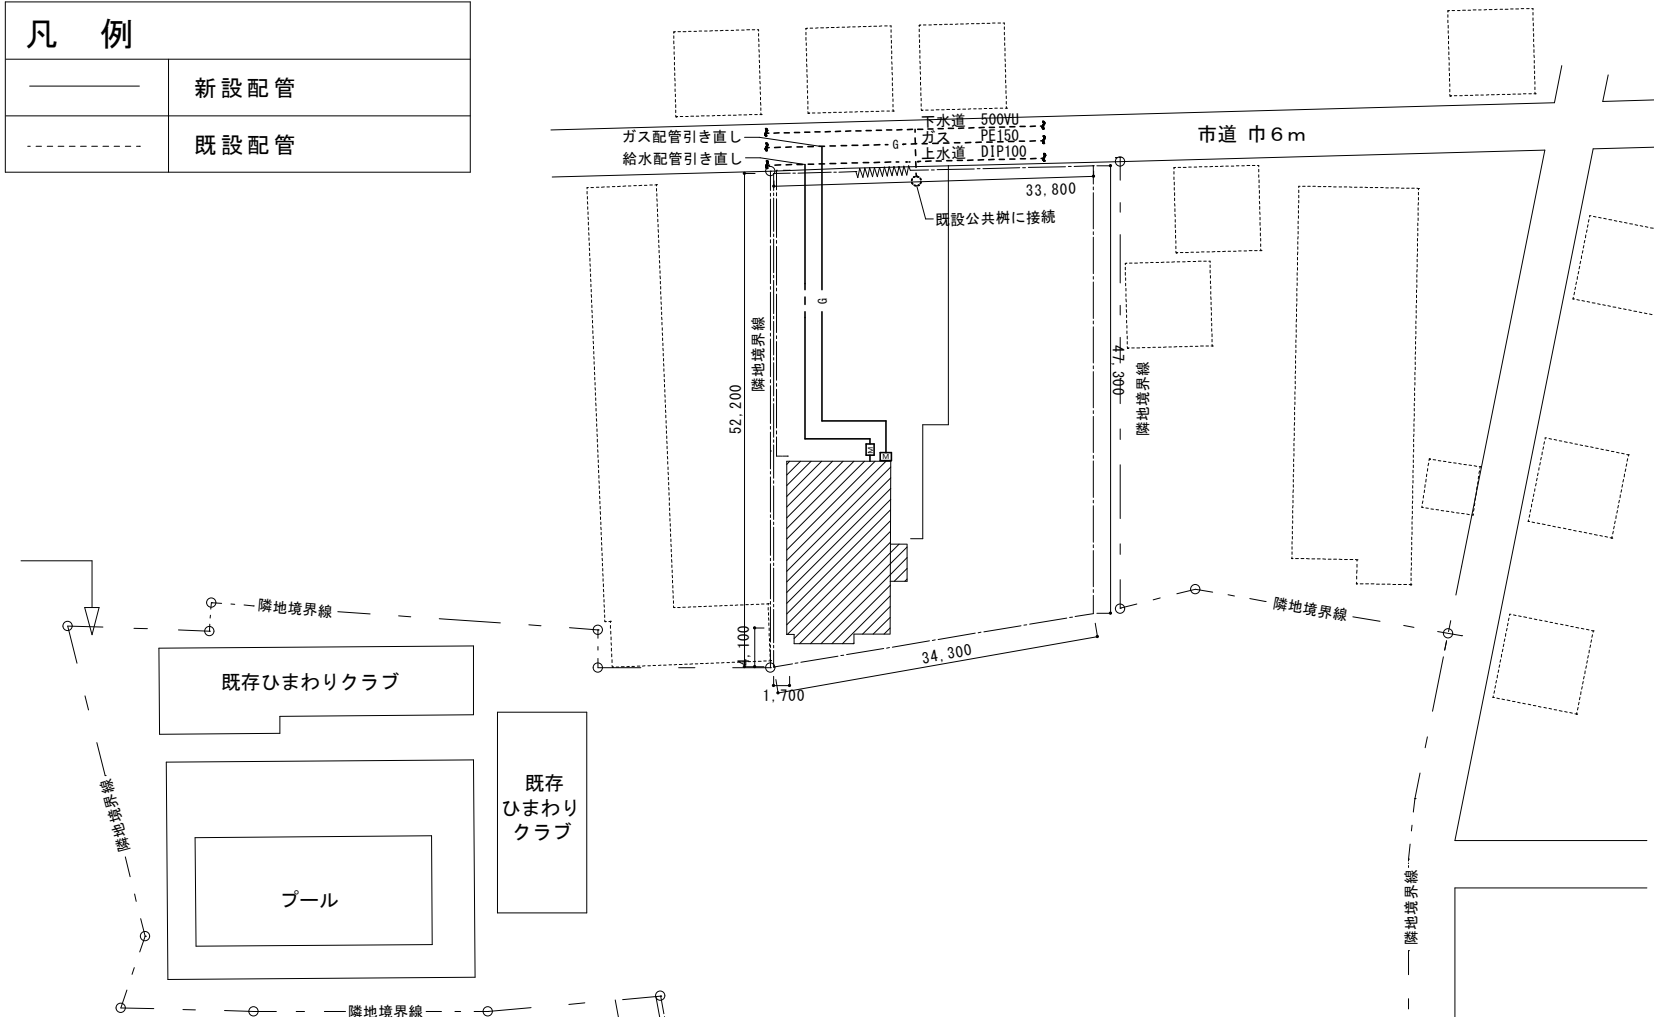 凡 例
新設配管
既設配管
ガス配管引き直し
給水配管引き直し
下水道 500VU
G ガス PE150
上水道 DIP100
市道 巾6m
33,800
既設公共桝に接続
G
隣地境界線
52,200
47,300
隣地境界線
M
M
4,100
34,300
1,700
隣地境界線
隣地境界線
既存ひまわりクラブ
既存
ひまわり
クラブ
プール
隣地境界線
隣地境界線
隣地境界線